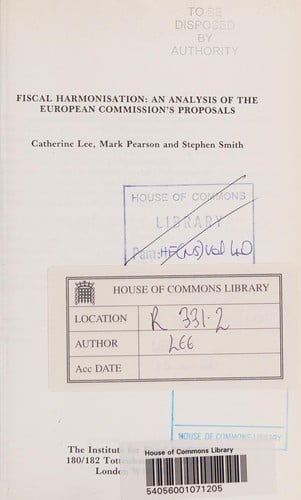 TO BE
DISPOSED
BY
AUTHORITY
FISCAL HARMONISATION: AN ANALYSIS OF THE
EUROPEAN COMMISSION'S PROPOSALS
Catherine Lee, Mark Pearson and Stephen Smith
HOUSE OF COMMONS
LIBRARY
HOUSE OF COMMONS LIBRARY
LOCATION R 331.2
AUTHOR LEE
Acc DATE
HOUSE OF COMMONS LIBRARY
The Institute
180/182
London
House of Commons Library
54056001071205